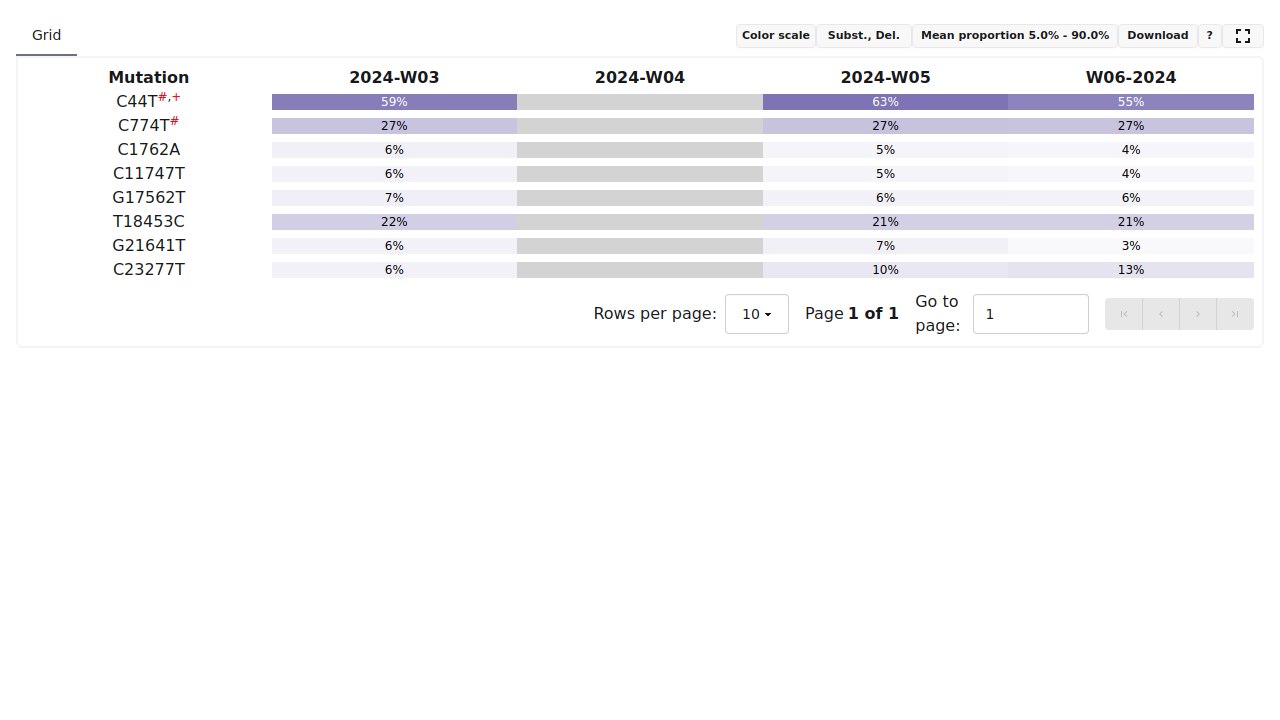 Grid
Color scale Subst., Del. Mean proportion 5.0% - 90.0% Download ?
Mutation 2024-W03 2024-W04 2024-W05 W06-2024
C44T#,+ 59% 63% 55%
C774T# 27% 27% 27%
C1762A 6% 5% 4%
C11747T 6% 5% 4%
G17562T 7% 6% 6%
T18453C 22% 21% 21%
G21641T 6% 7% 3%
C23277T 6% 10% 13%
Rows per page: 10 Page 1 of 1 Go to page: 1